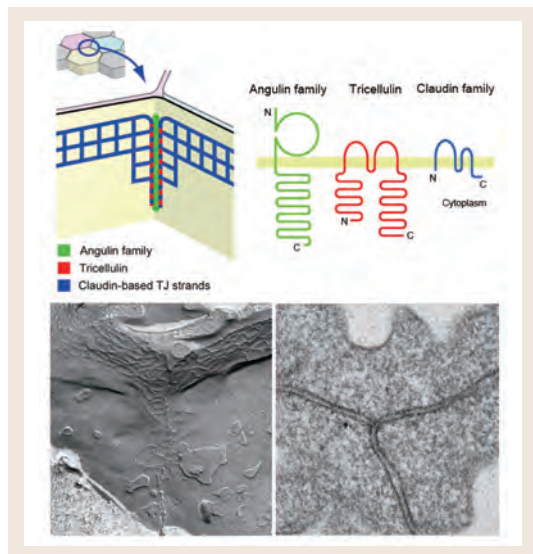 Angulin family
Tricellulin
Claudin family
N
N
C
N
C
Cytoplasm
C
Angulin family
Tricellulin
Claudin-based TJ strands